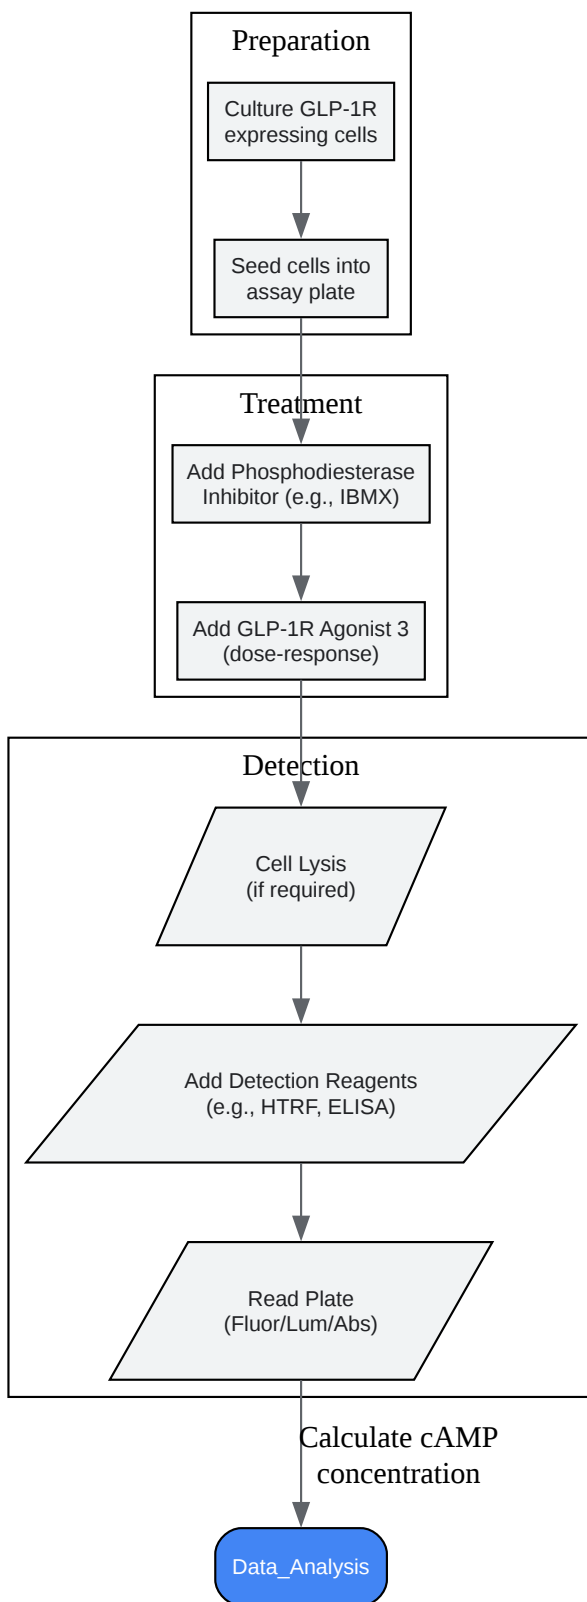 Preparation
Culture GLP-1R
expressing cells
Seed cells into
assay plate
Treatment
Add Phosphodiesterase
Inhibitor (e.g., IBMX)
Add GLP-1R Agonist 3
(dose-response)
Detection
Cell Lysis
(if required)
Add Detection Reagents
(e.g., HTRF, ELISA)
Read Plate
(Fluor/Lum/Abs)
Calculate cAMP
concentration
Data_Analysis